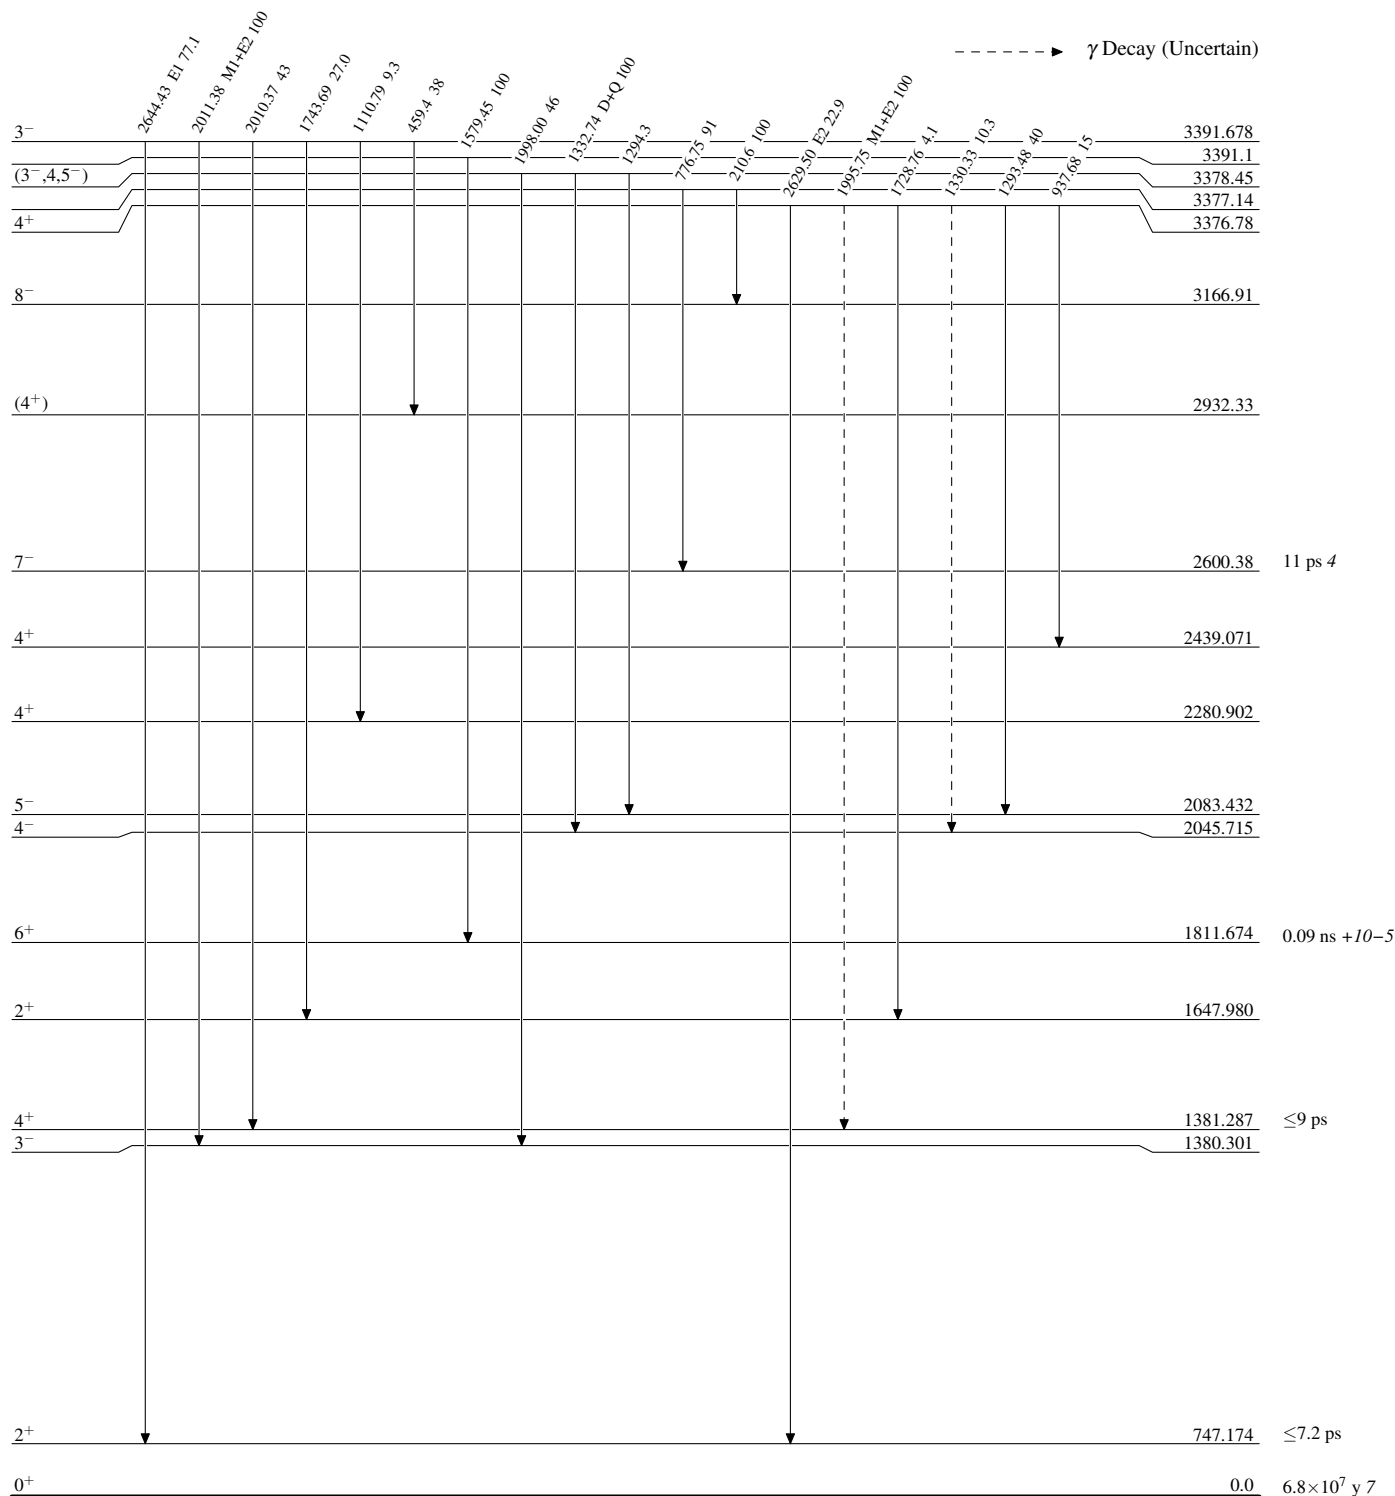 γ Decay (Uncertain)
2644.43 E1 77.1
2011.38 M1+E2 100
2010.37 43
1743.69 27.0
1110.79 9.3
459.4 38
1579.45 100
1998.00 46
1332.74 D+Q 100
1294.3
776.75 91
210.6 100
2629.50 E2 22.9
1995.75 M1+E2 100
1728.76 4.1
1330.33 10.3
1293.48 40
937.68 15
3⁻ 3391.678
3391.1
(3⁻,4,5⁻) 3378.45
3377.14
4⁺ 3376.78
8⁻ 3166.91
(4⁺) 2932.33
7⁻ 2600.38 11 ps 4
4⁺ 2439.071
4⁺ 2280.902
5⁻ 2083.432
4⁻ 2045.715
6⁺ 1811.674 0.09 ns +10−5
2⁺ 1647.980
4⁺ 1381.287 ≤9 ps
3⁻ 1380.301
2⁺ 747.174 ≤7.2 ps
0⁺ 0.0 6.8×10⁷ y 7